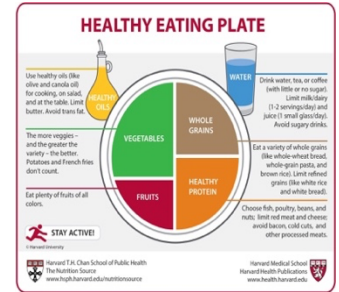 HEALTHY EATING PLATE
Use healthy oils (like
olive and canola oil)
for cooking, on salad,
and at the table. Limit
butter. Avoid trans fat.
HEALTHY
OILS
The more veggies –
and the greater the
variety – the better.
Potatoes and French fries
don't count.
Eat plenty of fruits of all
colors.
VEGETABLES
FRUITS
WHOLE
GRAINS
HEALTHY
PROTEIN
WATER
Drink water, tea, or coffee
(with little or no sugar).
Limit milk/dairy
(1-2 servings/day) and
juice (1 small glass/day).
Avoid sugary drinks.
Eat a variety of whole grains
(like whole-wheat bread,
whole-grain pasta, and
brown rice). Limit refined
grains (like white rice
and white bread).
Choose fish, poultry, beans, and
nuts; limit red meat and cheese;
avoid bacon, cold cuts, and
other processed meats.
STAY ACTIVE!
© Harvard University
Harvard T.H. Chan School of Public Health
The Nutrition Source
www.hsph.harvard.edu/nutritionsource
Harvard Medical School
Harvard Health Publications
www.health.harvard.edu